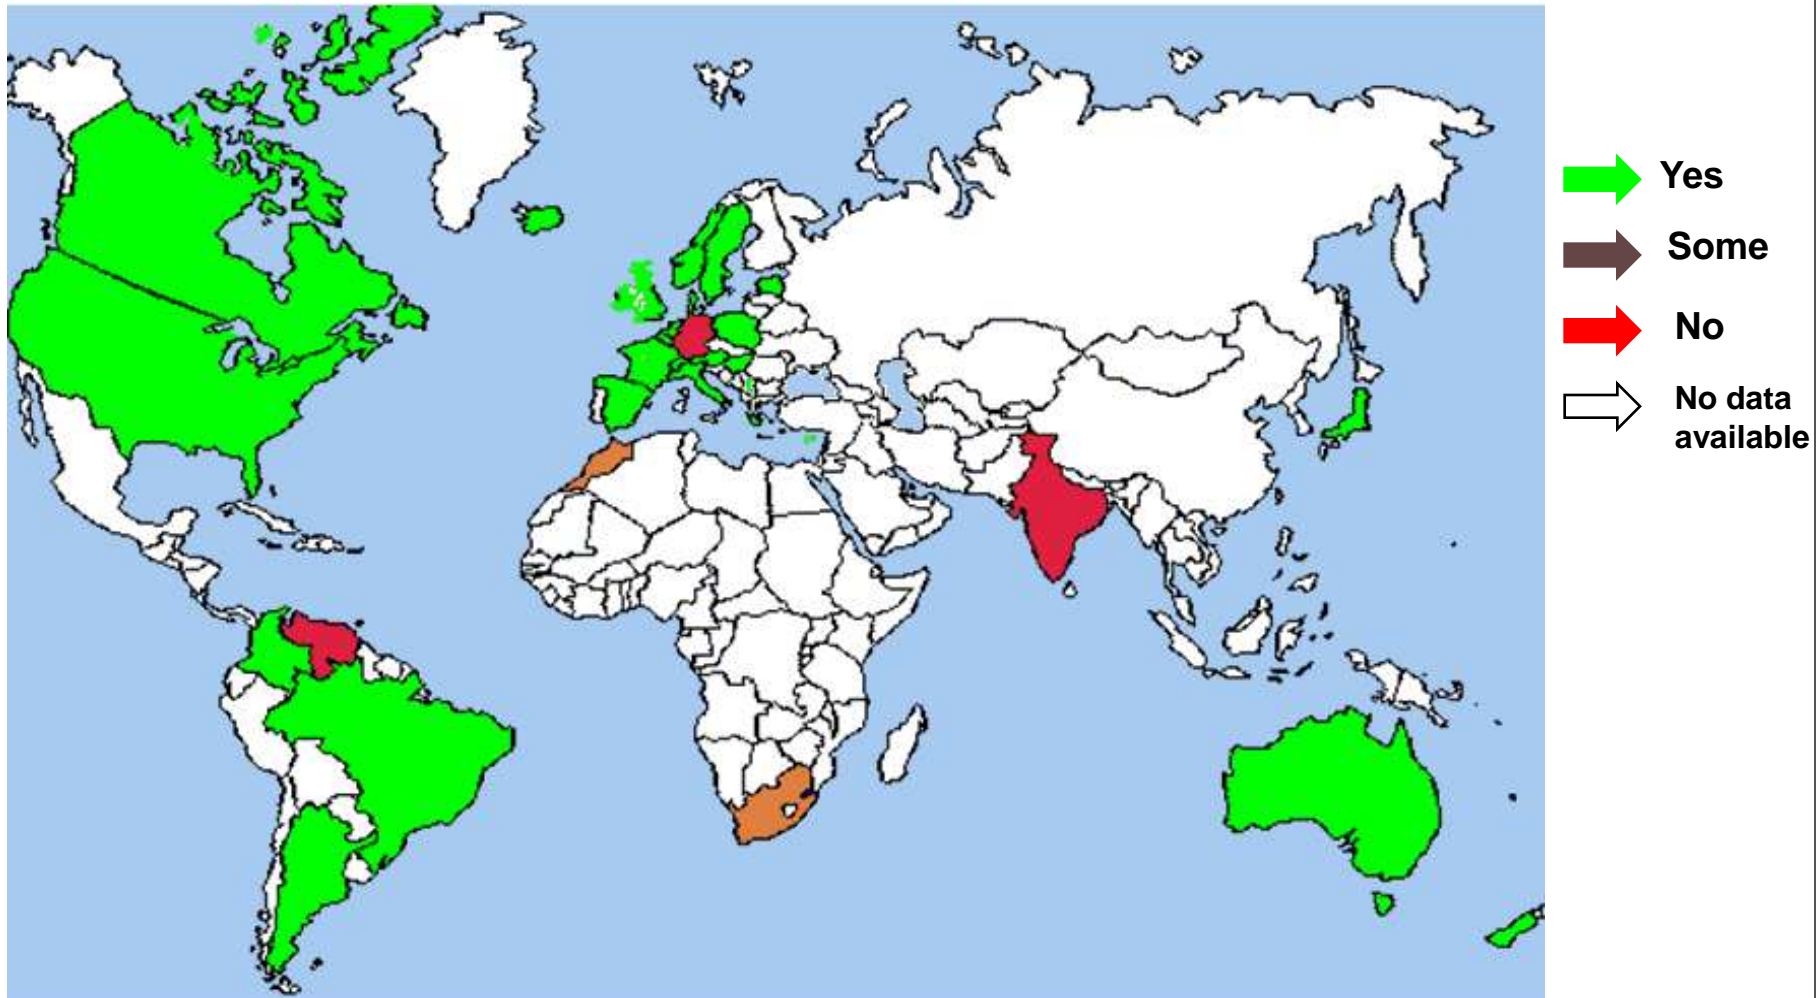 Yes
Some
No
No data
available